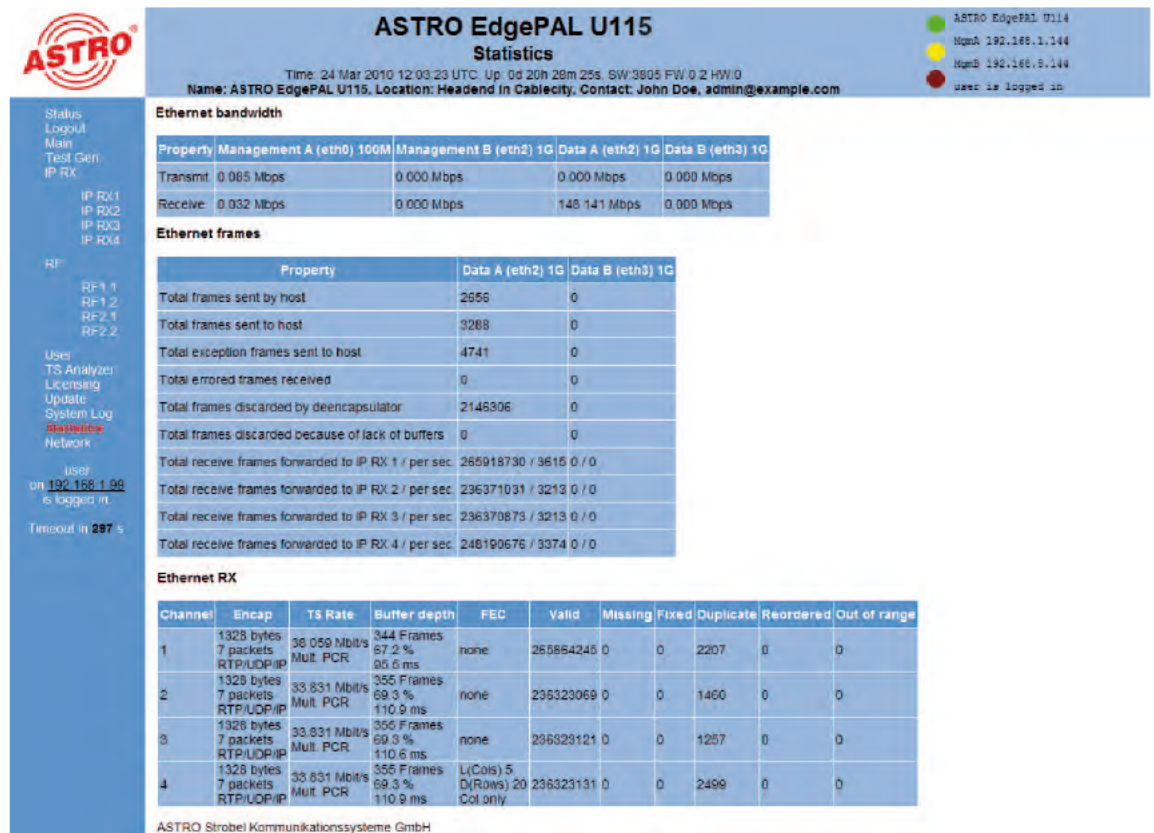 ASTRO
ASTRO EdgePAL U115
Statistics
Time: 24 Mar 2010 12:03:23 UTC, Up: 0d 20h 28m 25s, SW:3805 FW:0.2 HW:0
Name: ASTRO EdgePAL U115, Location: Headend in Cablecity, Contact: John Doe, admin@example.com
ASTRO EdgePAL U114
MgmA 192.168.1.144
MgmB 192.168.5.144
user is logged in
Status
Logout
Main
Test Gen.
IP RX
IP RX1
IP RX2
IP RX3
IP RX4
RF
RF1.1
RF1.2
RF2.1
RF2.2
User
TS Analyzer
Licensing
Update
System Log
Statistics
Network
user
on 192.168.1.99
is logged in.
Timeout in 297 s
Ethernet bandwidth
Property Management A (eth0) 100M Management B (eth2) 1G Data A (eth2) 1G Data B (eth3) 1G
Transmit 0.085 Mbps 0.000 Mbps 0.000 Mbps 0.000 Mbps
Receive 0.032 Mbps 0.000 Mbps 148.141 Mbps 0.000 Mbps
Ethernet frames
Property Data A (eth2) 1G Data B (eth3) 1G
Total frames sent by host 2656 0
Total frames sent to host 3288 0
Total exception frames sent to host 4741 0
Total errored frames received 0 0
Total frames discarded by deencapsulator 2146306 0
Total frames discarded because of lack of buffers 0 0
Total receive frames forwarded to IP RX 1 / per sec. 265918730 / 3615 0 / 0
Total receive frames forwarded to IP RX 2 / per sec. 236371031 / 3213 0 / 0
Total receive frames forwarded to IP RX 3 / per sec. 236370873 / 3213 0 / 0
Total receive frames forwarded to IP RX 4 / per sec. 248190676 / 3374 0 / 0
Ethernet RX
Channel Encap TS Rate Buffer depth FEC Valid Missing Fixed Duplicate Reordered Out of range
1 1328 bytes 7 packets RTP/UDP/IP 38.059 Mbit/s Mult. PCR 344 Frames 67.2 % 95.5 ms none 265864245 0 0 2207 0 0
2 1328 bytes 7 packets RTP/UDP/IP 33.831 Mbit/s Mult. PCR 355 Frames 69.3 % 110.9 ms none 236323069 0 0 1460 0 0
3 1328 bytes 7 packets RTP/UDP/IP 33.831 Mbit/s Mult. PCR 355 Frames 69.3 % 110.6 ms none 236323121 0 0 1257 0 0
4 1328 bytes 7 packets RTP/UDP/IP 33.831 Mbit/s Mult. PCR 355 Frames 69.3 % 110.9 ms L(Cols) 5 D(Rows) 20 Col only 236323131 0 0 2499 0 0
ASTRO Strobel Kommunikationssysteme GmbH